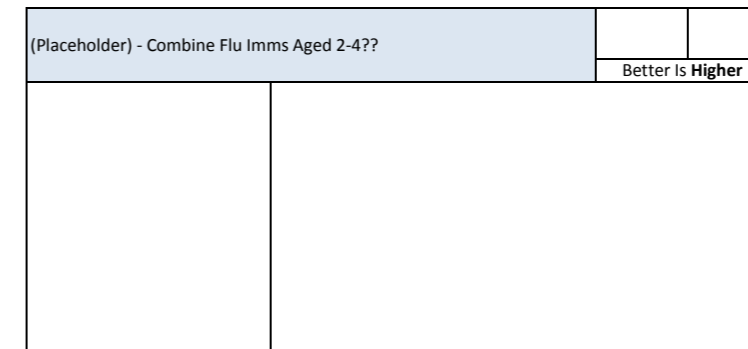 (Placeholder) - Combine Flu Imms Aged 2-4??
Better Is Higher